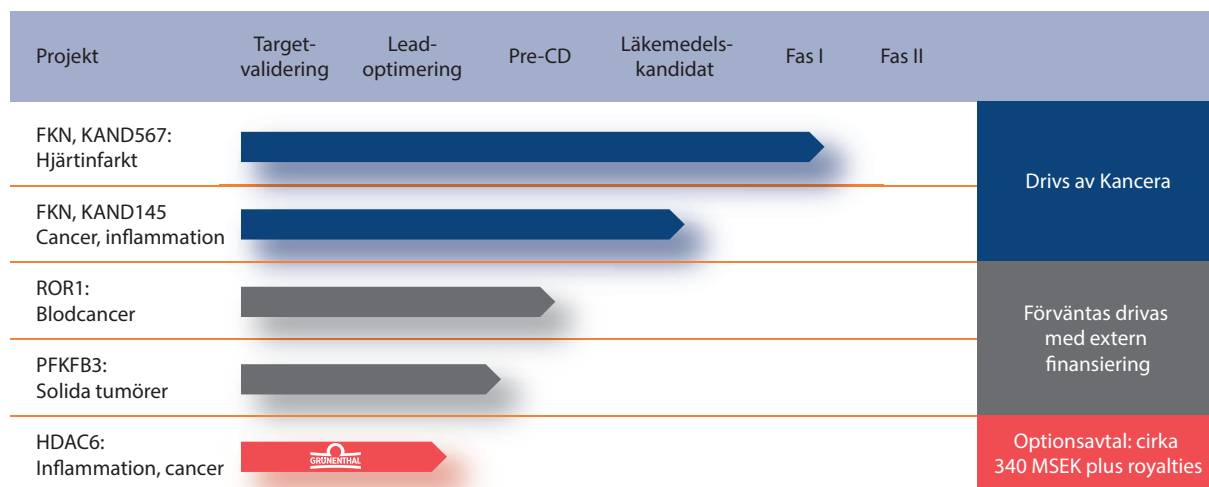 Projekt
Target-
validering
Lead-
optimering
Pre-CD
Läkemedels-
kandidat
Fas I
Fas II
FKN, KAND567:
Hjärtinfarkt
FKN, KAND145
Cancer, inflammation
Drivs av Kancera
ROR1:
Blodcancer
PFKFB3:
Solida tumörer
Förväntas drivas
med extern
finansiering
HDAC6:
Inflammation, cancer
GRÜNENTHAL
Optionsavtal: cirka
340 MSEK plus royalties